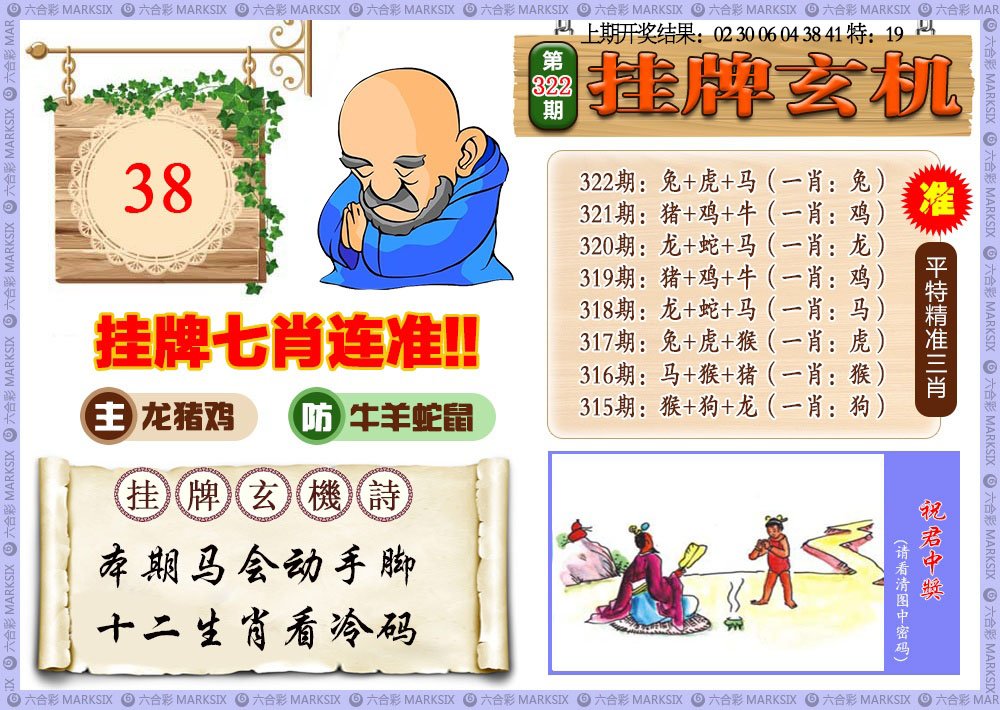 六合彩 MARKSIX
上期开奖结果：02 30 06 04 38 41 特：19
第322期
挂牌玄机
38
322期：兔+虎+马（一肖：兔）
321期：猪+鸡+牛（一肖：鸡）
320期：龙+蛇+马（一肖：龙）
319期：猪+鸡+牛（一肖：鸡）
318期：龙+蛇+马（一肖：马）
317期：兔+虎+猴（一肖：虎）
316期：马+猴+猪（一肖：猴）
315期：猴+狗+龙（一肖：狗）
准
平特精准三肖
挂牌七肖连准!!
主 龙猪鸡
防 牛羊蛇鼠
挂牌玄機詩
本期马会动手脚
十二生肖看冷码
祝君中獎
（请看清图中密码）